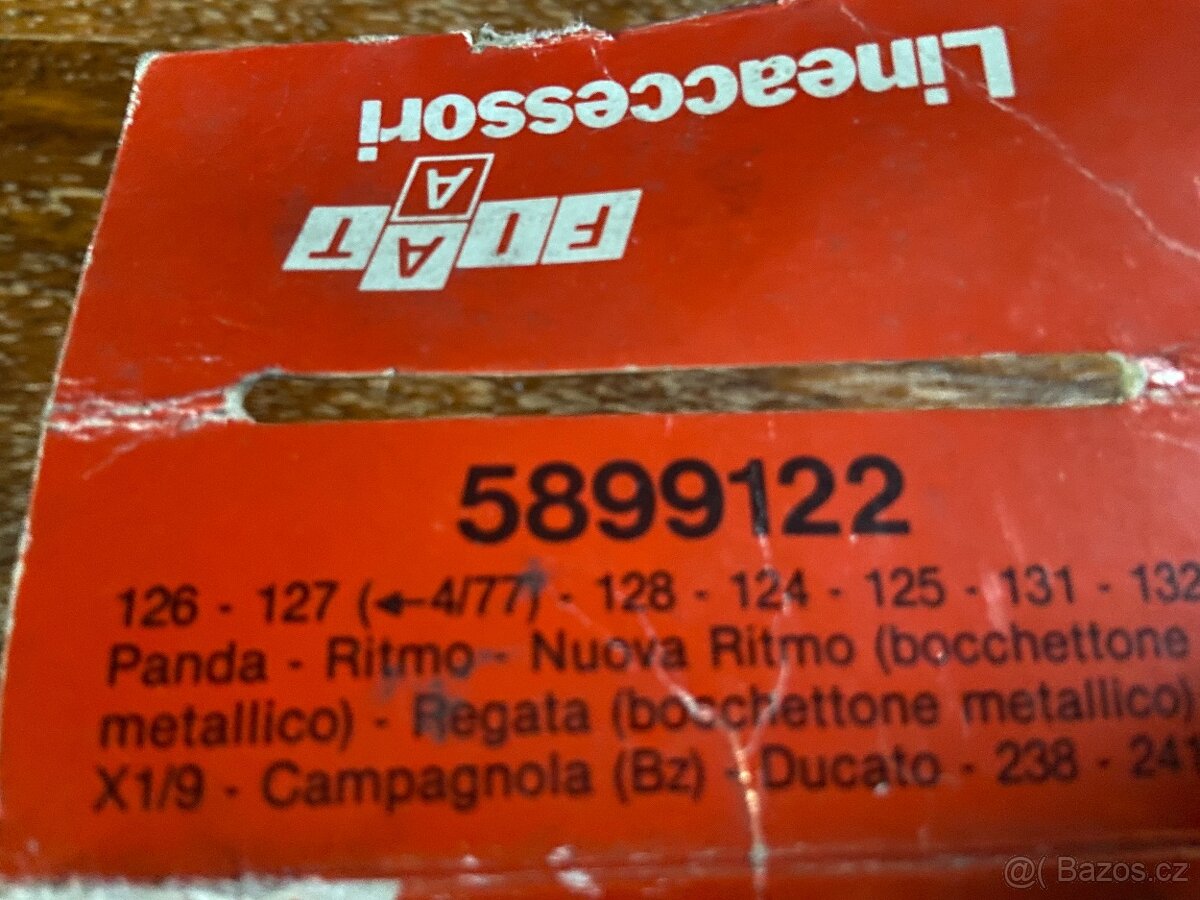 Lineaccessori
FIAT
A
A
5899122
126 - 127 (←4/77) - 128 - 124 - 125 - 131 - 132
Panda - Ritmo - Nuova Ritmo (bocchettone
metallico) - Regata (bocchettone metallico)
X1/9 - Campagnola (Bz) - Ducato - 238 - 241
@( Bazos.cz